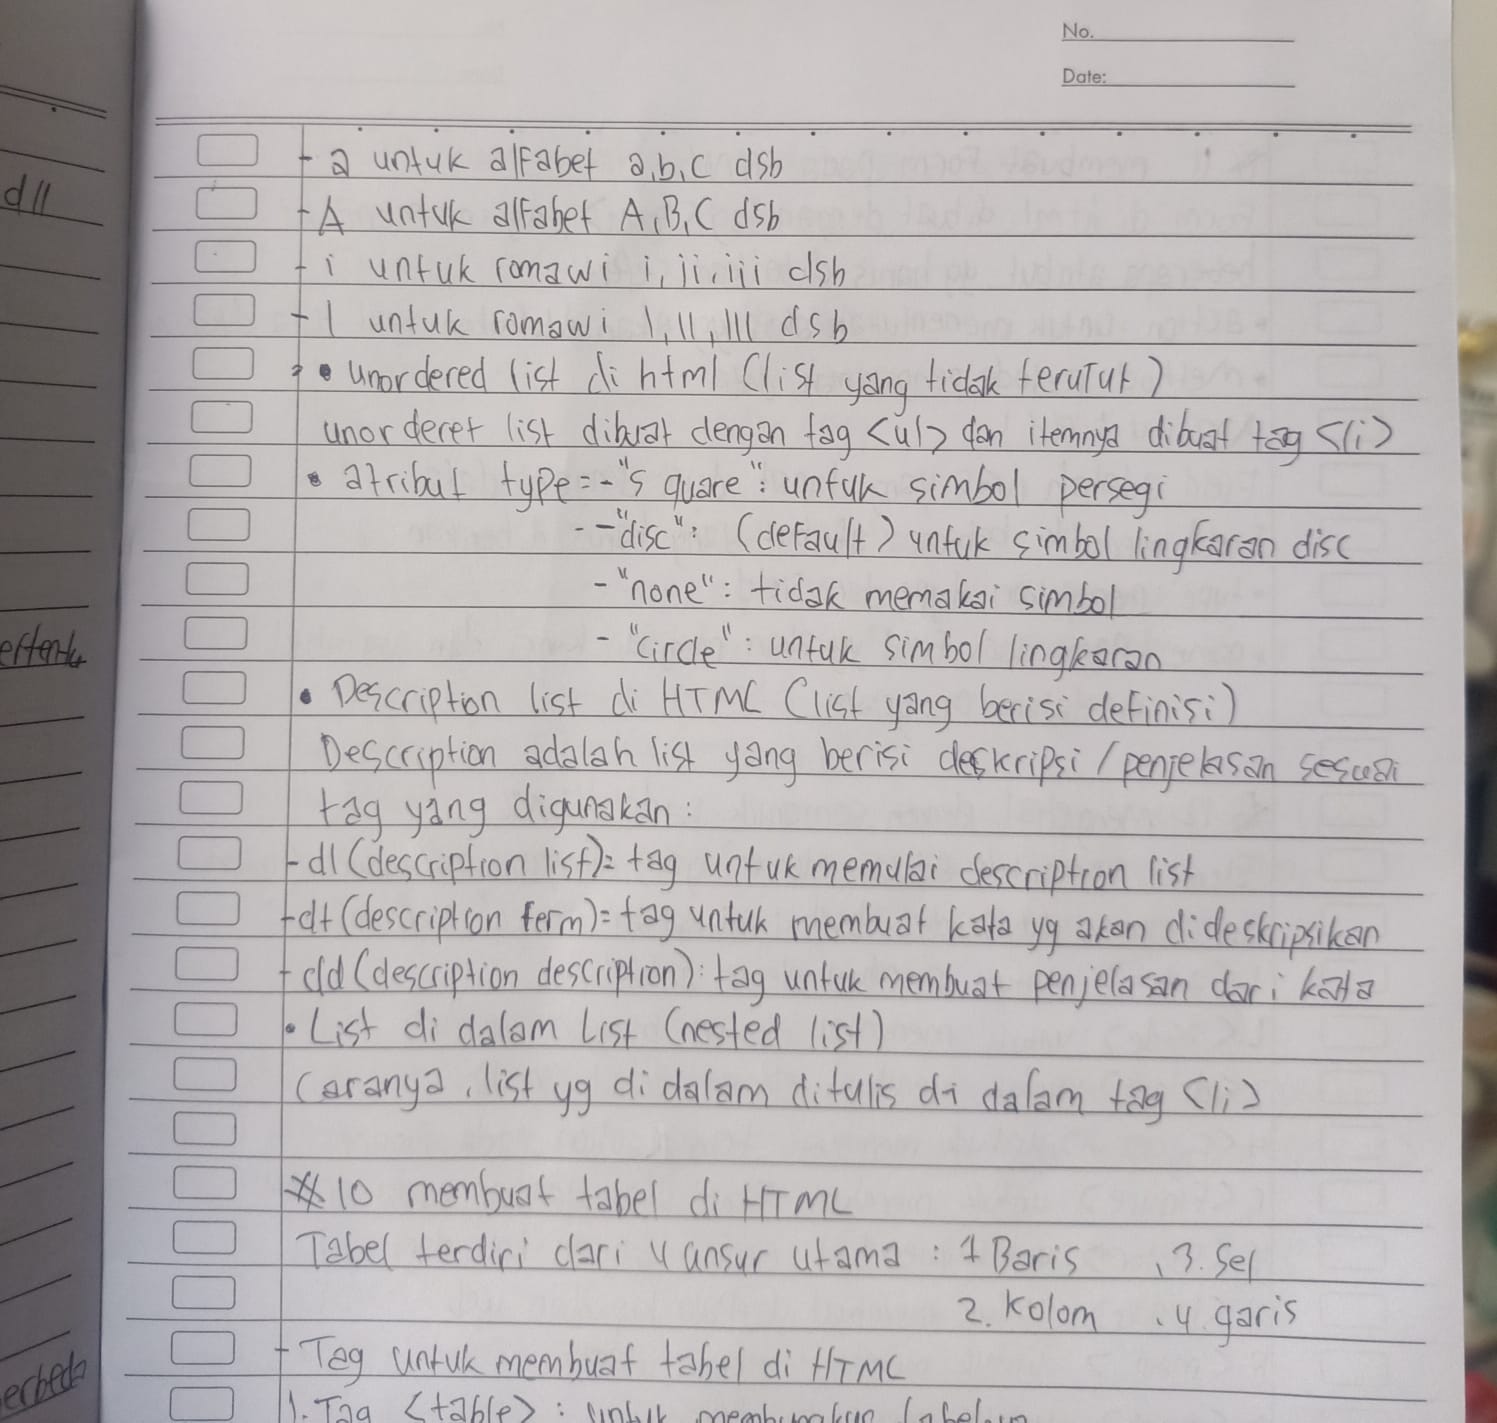 No.
Date:
dll
- a untuk alfabet a,b,c dsb
- A untuk alfabet A,B,C dsb
- i untuk romawi i, ii, iii dsb
- I untuk romawi I, II, III dsb
• Unordered list di html (list yang tidak teruTut)
unorderet list dibuat dengan tag <ul> dan itemnya dibuat tag <li>
• atribut type = - "square": untuk simbol persegi
- - "disc": (default) untuk simbol lingkaran disc
- "none": tidak memakai simbol
- "circle": untuk simbol lingkaran
• Description list di HTML (list yang berisi definisi)
Description adalah list yang berisi deskripsi / penjelasan sesuai
tag yang digunakan:
- dl (description list) = tag untuk memulai description list
- dt (description term) = tag untuk membuat kata yg akan dideskripsikan
- dd (description description): tag untuk membuat penjelasan dari kata
• List di dalam List (nested list)
Caranya, list yg di dalam ditulis di dalam tag <li>
#10 membuat tabel di HTML
Tabel terdiri dari 4 unsur utama : 1 Baris , 3. Sel
2. Kolom , 4 garis
- Tag untuk membuat tabel di HTML
1. Tag <table> : untuk